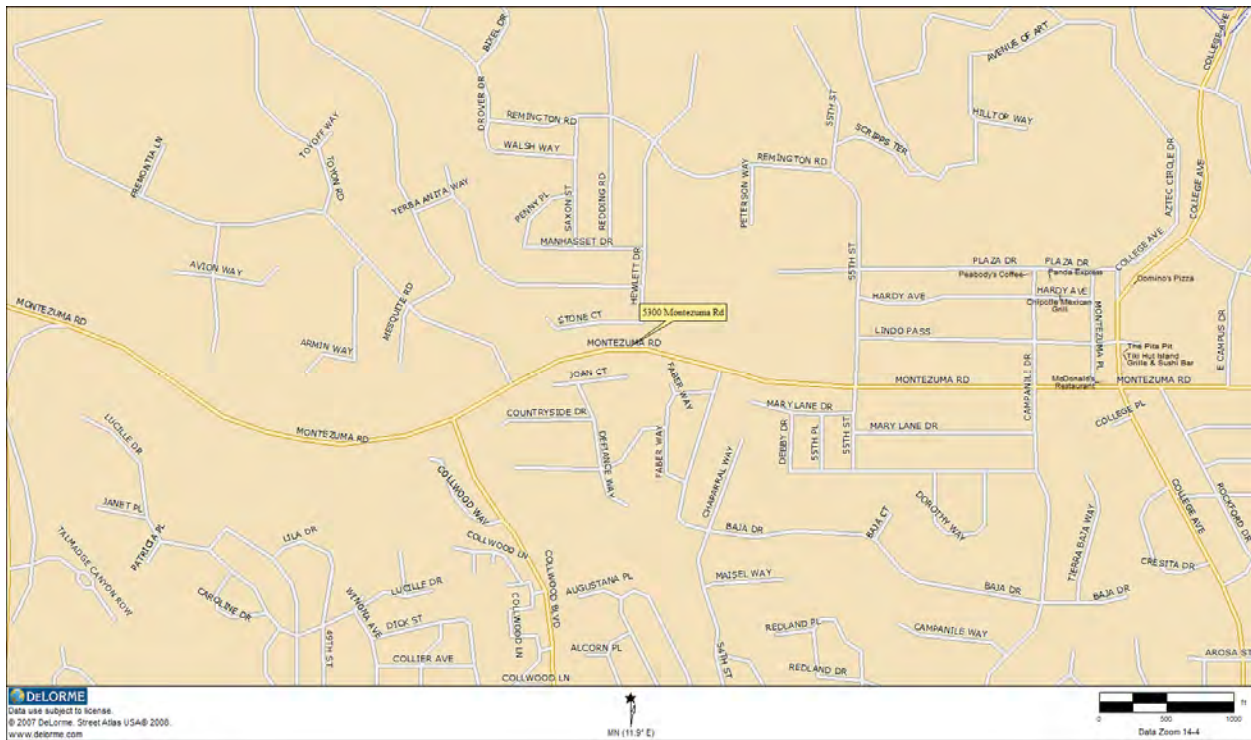 BIXEL DR
AVENUE OF ART
COLLEGE AVE
DROVER DR
REMINGTON RD
55TH ST
HILLTOP WAY
TOYOFF WAY
WALSH WAY
SCRIPPS TER
FREMONTIA LN
TOYON RD
REMINGTON RD
AZTEC CIRCLE DR
COLLEGE AVE
YERBA ANITA WAY
PENNY PL
SAXON ST
REDDING RD
PETERSON WAY
MANHASSET DR
55TH ST
COLLEGE AVE
AVION WAY
HEWLETT DR
PLAZA DR
PLAZA DR
Peabody's Coffee
Panda Express
Domino's Pizza
MONTEZUMA RD
MESQUITE RD
HARDY AVE
HARDY AVE
Chipotle Mexican
Grill
STONE CT
5300 Montezuma Rd
MONTEZUMA PL
E CAMPUS DR
ARMIN WAY
MONTEZUMA RD
LINDO PASS
The Pita Pit
Tiki Hut Island
Grille & Sushi Bar
JOAN CT
FABER WAY
MONTEZUMA RD
CAMPANILE DR
McDonald's
Restaurant
MONTEZUMA RD
COUNTRYSIDE DR
MARY LANE DR
COLLEGE PL
LUCILLE DR
MONTEZUMA RD
DEFIANCE WAY
FABER WAY
DEBBY DR
55TH PL
55TH ST
MARY LANE DR
CHAPARRAL WAY
COLLWOOD WAY
JANET PL
DOROTHY WAY
COLLEGE AVE
ROCKFORD DR
TALMADGE CANYON ROW
PATRICIA PL
LILA DR
BAJA DR
BAJA CT
TIERRA BAJA WAY
COLLWOOD LN
COLLWOOD BLVD
CRESITA DR
CAROLINE DR
WINONA AVE
LUCILLE DR
AUGUSTANA PL
MAISEL WAY
BAJA DR
BAJA DR
49TH ST
DICK ST
COLLWOOD LN
REDLAND PL
CAMPANILE WAY
COLLIER AVE
ALCORN PL
54TH ST
REDLAND DR
AROSA ST
COLLWOOD LN
DELORME
Data use subject to license.
© 2007 DeLorme. Street Atlas USA® 2008.
www.delorme.com
MN (11.9° E)
ft
0 500 1000
Data Zoom 14-4